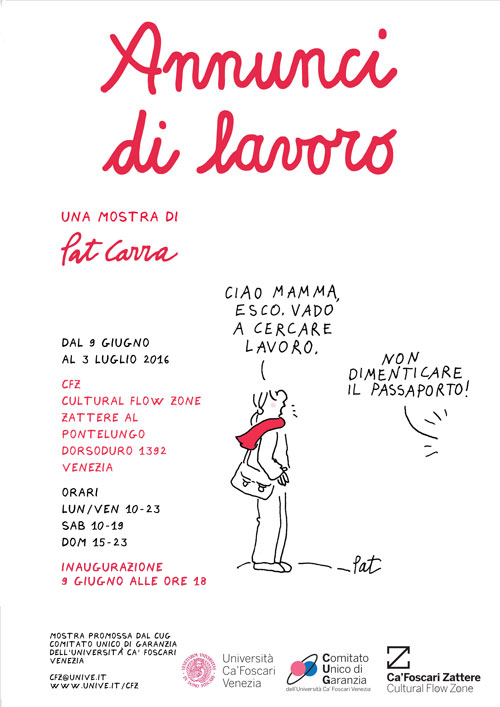 Annunci
di lavoro
UNA MOSTRA DI
Pat Carra
CIAO MAMMA,
ESCO. VADO
A CERCARE
LAVORO.
NON
DIMENTICARE
IL PASSAPORTO!
DAL 9 GIUGNO
AL 3 LUGLIO 2016
CFZ
CULTURAL FLOW ZONE
ZATTERE AL
PONTELUNGO
DORSODURO 1392
VENEZIA
ORARI
LUN/VEN 10-23
SAB 10-19
DOM 15-23
INAUGURAZIONE
9 GIUGNO ALLE ORE 18
Pat
MOSTRA PROMOSSA DAL CUG
COMITATO UNICO DI GARANZIA
DELL'UNIVERSITÀ CA' FOSCARI
VENEZIA
CFZ@UNVE.IT
WWW.UNIVE.IT/CFZ
Università
Ca'Foscari
Venezia
Comitato
Unico di
Garanzia
dell'Università Ca' Foscari Venezia
Ca'Foscari Zattere
Cultural Flow Zone